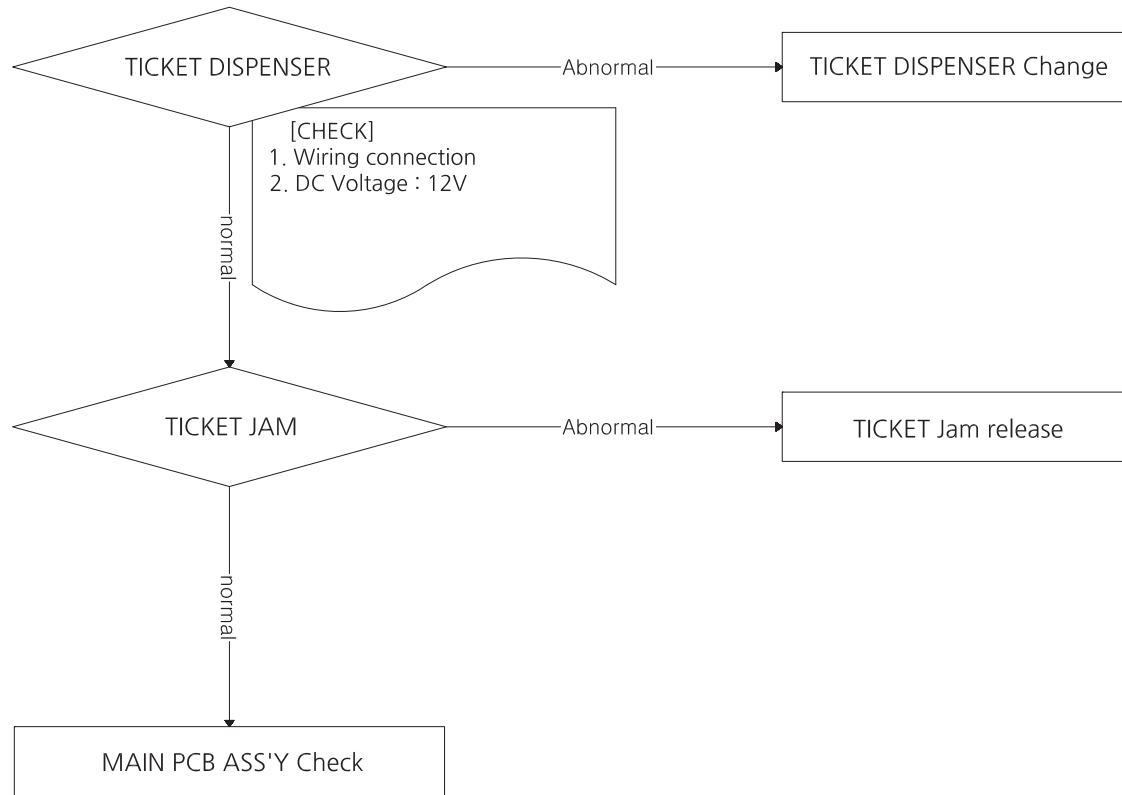 TICKET DISPENSER
Abnormal
TICKET DISPENSER Change
[CHECK]
1. Wiring connection
2. DC Voltage : 12V
normal
TICKET JAM
Abnormal
TICKET Jam release
normal
MAIN PCB ASS'Y Check